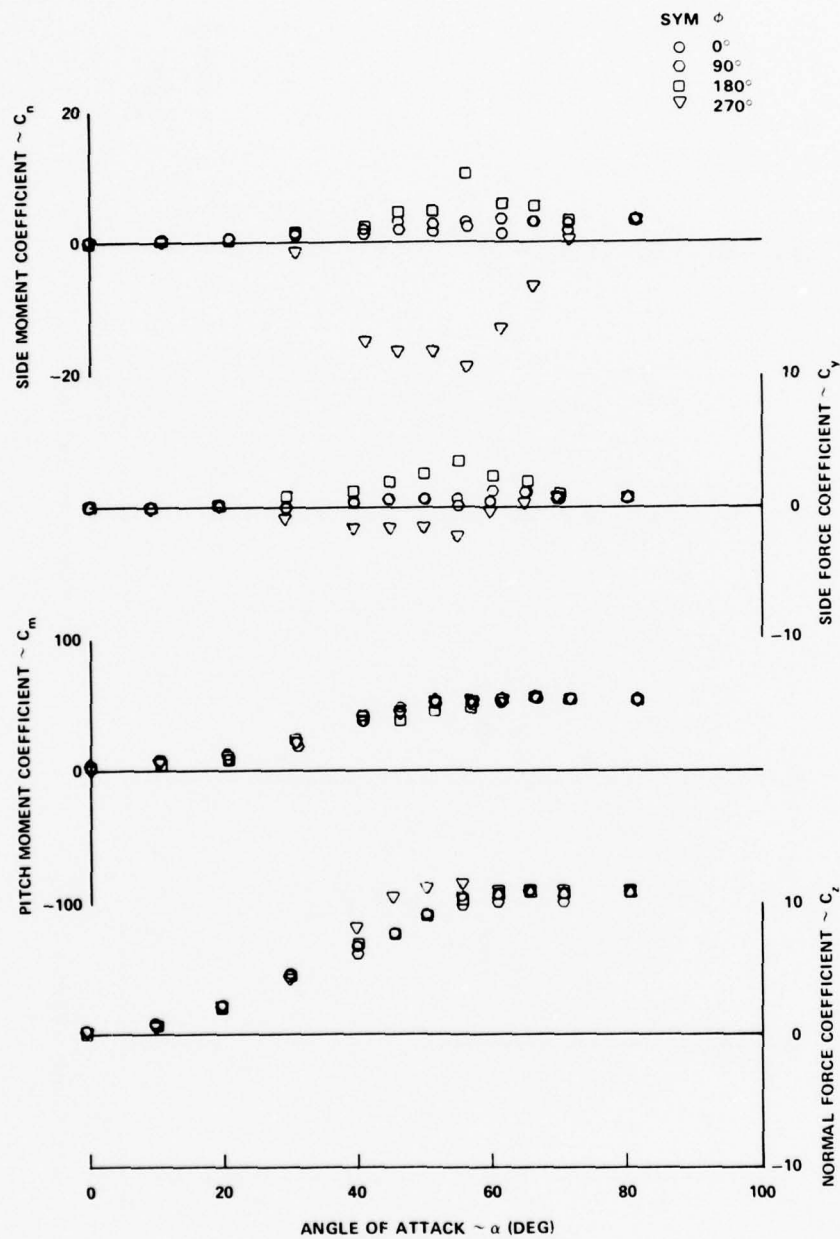 SYM ϕ
○ 0°
⬡ 90°
□ 180°
▽ 270°
SIDE MOMENT COEFFICIENT ~ Cₙ
20
0
-20
SIDE FORCE COEFFICIENT ~ Cᵧ
10
0
-10
PITCH MOMENT COEFFICIENT ~ Cₘ
100
0
-100
NORMAL FORCE COEFFICIENT ~ C_z
10
0
-10
0 20 40 60 80 100
ANGLE OF ATTACK ~ α (DEG)